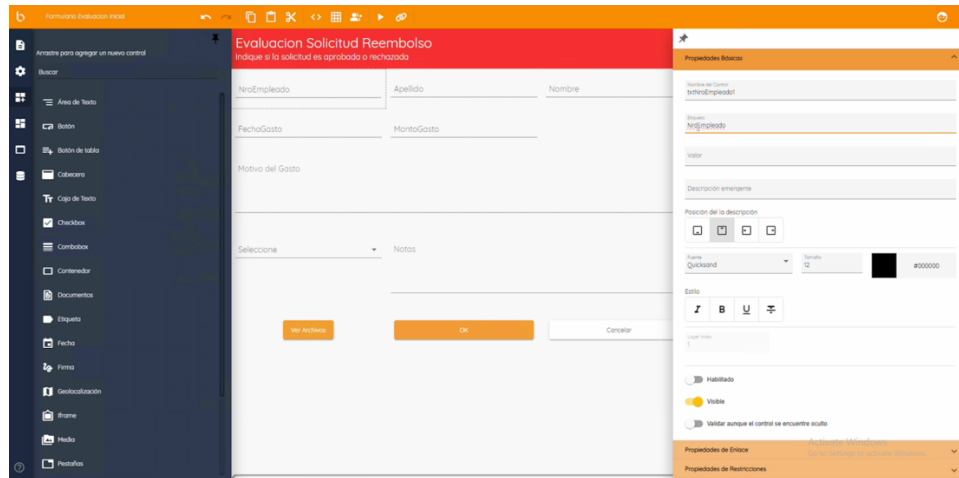 Formulario Evaluacion Inicial
Arrastre para agregar un nuevo control
Buscar
Área de Texto
Botón
Botón de tabla
Cabecera
Caja de Texto
Checkbox
Combobox
Contenedor
Documentos
Etiqueta
Fecha
Firma
Geolocalización
Iframe
Media
Pestañas
Evaluacion Solicitud Reembolso
Indique si la solicitud es aprobada o rechazada
NroEmpleado
Apellido
Nombre
FechaGasto
MontoGasto
Motivo del Gasto
Seleccione
Notas
Ver Archivos
OK
Cancelar
Propiedades Básicas
Nombre del Control
txtNroEmpleado1
Etiqueta
NroEmpleado
Valor
Descripción emergente
Posición del la descripción
Fuente
Quicksand
Tamaño
12
#000000
Estilo
I B U
1
Habilitado
Visible
Validar aunque el control se encuentre oculto
Activate Windows
Go to Settings to activate Windows.
Propiedades de Enlace
Propiedades de Restricciones